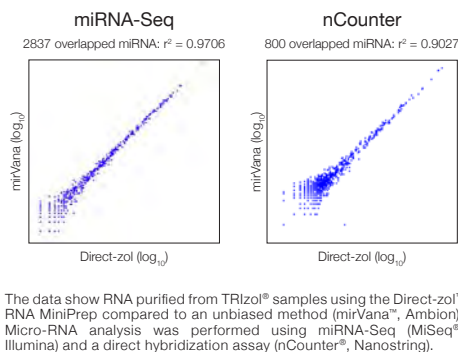 miRNA-Seq
2837 overlapped miRNA: r² = 0.9706
mirVana (log₁₀)
Direct-zol (log₁₀)
nCounter
800 overlapped miRNA: r² = 0.9027
mirVana (log₁₀)
Direct-zol (log₁₀)
The data show RNA purified from TRIzol® samples using the Direct-zol™
RNA MiniPrep compared to an unbiased method (mirVana™, Ambion)
Micro-RNA analysis was performed using miRNA-Seq (MiSeq®
Illumina) and a direct hybridization assay (nCounter®, Nanostring).